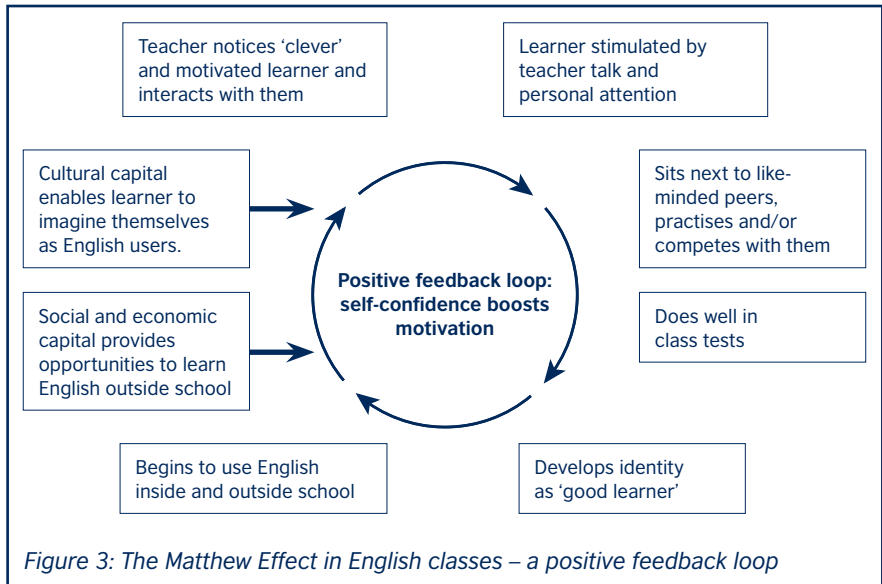 Teacher notices ‘clever’
and motivated learner and
interacts with them
Learner stimulated by
teacher talk and
personal attention
Cultural capital
enables learner to
imagine themselves
as English users.
Sits next to like-
minded peers,
practises and/or
competes with them
Positive feedback loop:
self-confidence boosts
motivation
Social and economic
capital provides
opportunities to learn
English outside school
Does well in
class tests
Begins to use English
inside and outside school
Develops identity
as ‘good learner’
Figure 3: The Matthew Effect in English classes – a positive feedback loop